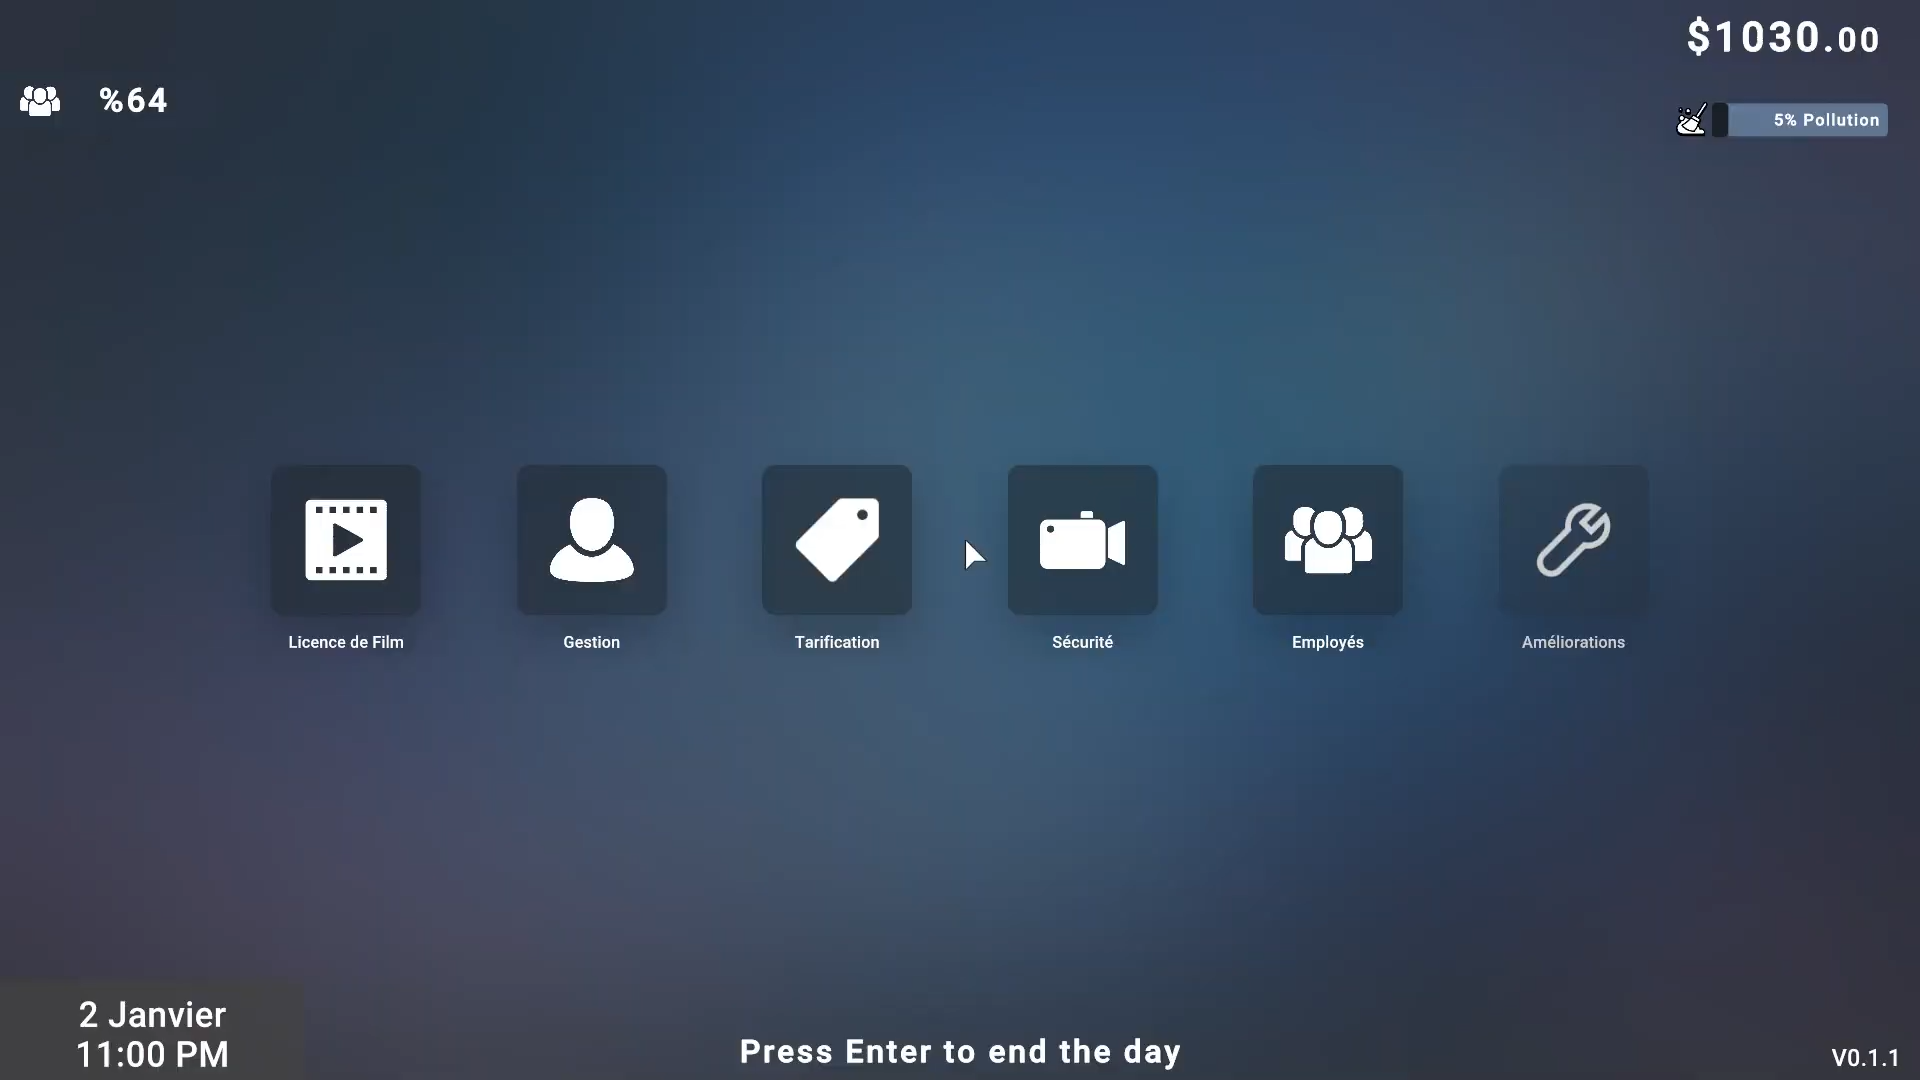 $1030.00
%64
5% Pollution
Licence de Film
Gestion
Tarification
Sécurité
Employés
Améliorations
2 Janvier
11:00 PM
Press Enter to end the day
V0.1.1